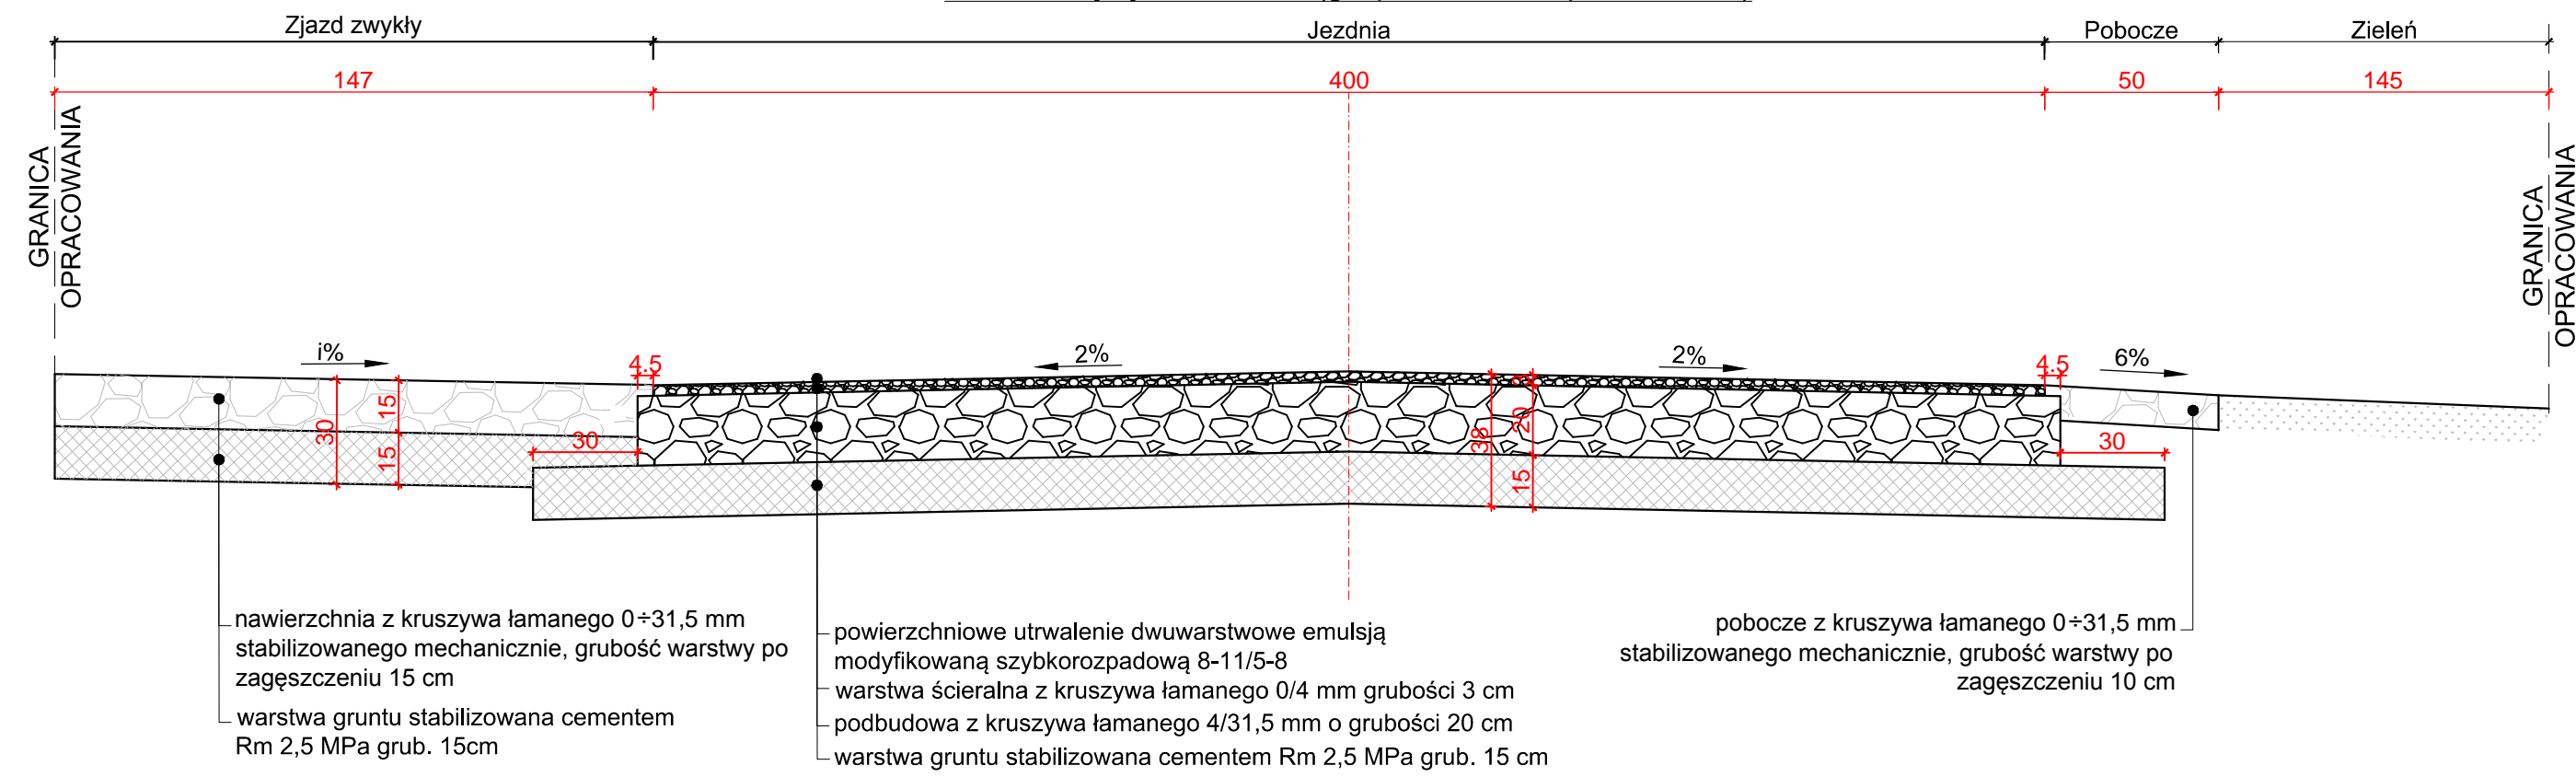 Zjazd zwykły
Jezdnia
Pobocze
Zieleń
147
400
50
145
GRANICA
OPRACOWANIA
GRANICA
OPRACOWANIA
i%
4.5
2%
2%
4.5
6%
30
15
15
30
38
3
20
15
30
nawierzchnia z kruszywa łamanego 0÷31,5 mm
stabilizowanego mechanicznie, grubość warstwy po
zagęszczeniu 15 cm
warstwa gruntu stabilizowana cementem
Rm 2,5 MPa grub. 15cm
powierzchniowe utrwalenie dwuwarstwowe emulsją
modyfikowaną szybkorozpadową 8-11/5-8
warstwa ścieralna z kruszywa łamanego 0/4 mm grubości 3 cm
podbudowa z kruszywa łamanego 4/31,5 mm o grubości 20 cm
warstwa gruntu stabilizowana cementem Rm 2,5 MPa grub. 15 cm
pobocze z kruszywa łamanego 0÷31,5 mm
stabilizowanego mechanicznie, grubość warstwy po
zagęszczeniu 10 cm